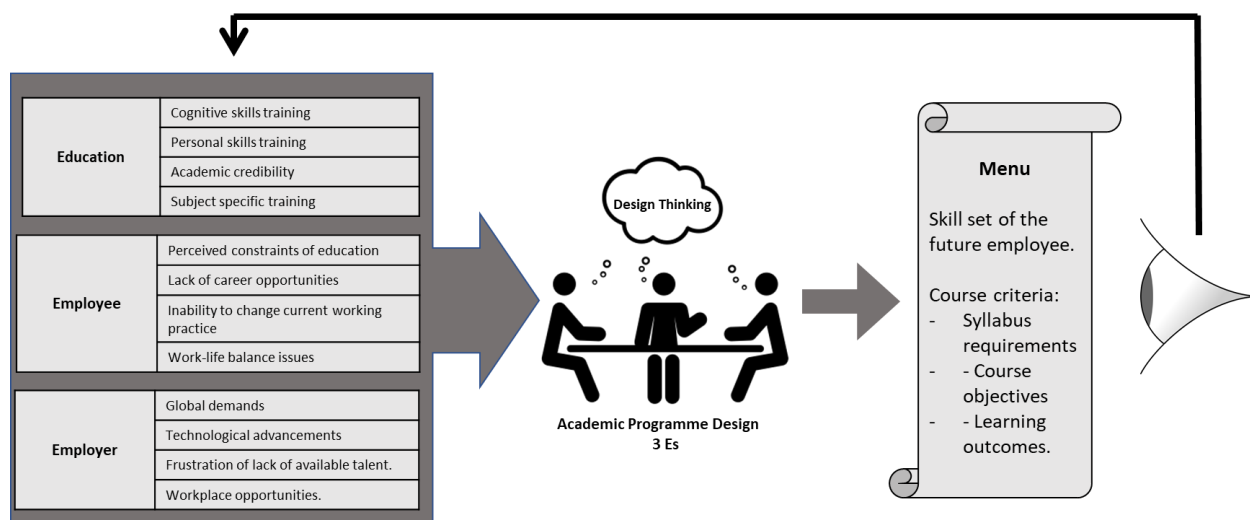 Education
Cognitive skills training
Personal skills training
Academic credibility
Subject specific training
Employee
Perceived constraints of education
Lack of career opportunities
Inability to change current working
practice
Work-life balance issues
Employer
Global demands
Technological advancements
Frustration of lack of available talent.
Workplace opportunities.
Design Thinking
Academic Programme Design
3 Es
Menu
Skill set of the
future employee.
Course criteria:
- Syllabus
requirements
- - Course
objectives
- - Learning
outcomes.